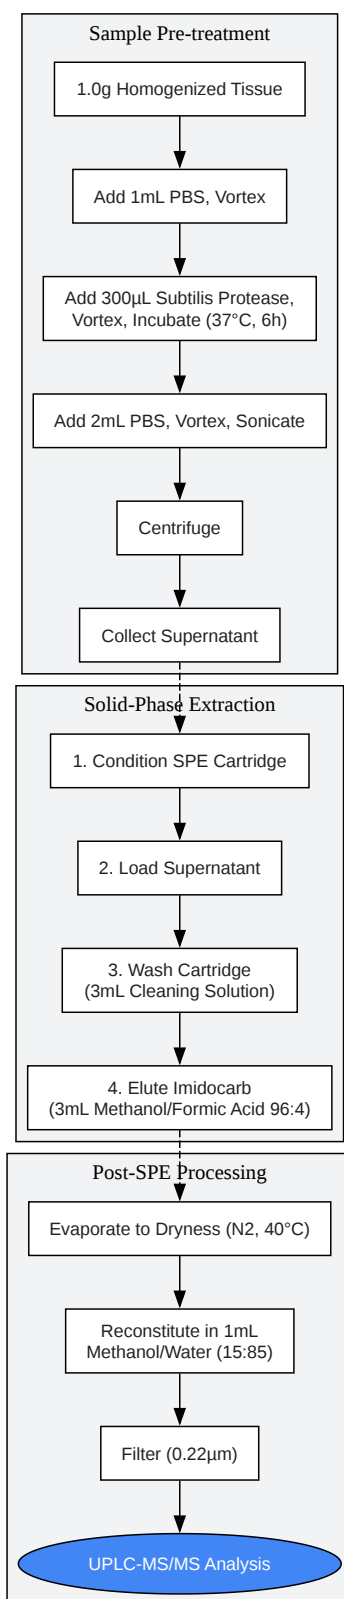 Sample Pre-treatment
1.0g Homogenized Tissue
Add 1mL PBS, Vortex
Add 300µL Subtilis Protease,
Vortex, Incubate (37°C, 6h)
Add 2mL PBS, Vortex, Sonicate
Centrifuge
Collect Supernatant
Solid-Phase Extraction
1. Condition SPE Cartridge
2. Load Supernatant
3. Wash Cartridge
(3mL Cleaning Solution)
4. Elute Imidocarb
(3mL Methanol/Formic Acid 96:4)
Post-SPE Processing
Evaporate to Dryness (N2, 40°C)
Reconstitute in 1mL
Methanol/Water (15:85)
Filter (0.22µm)
UPLC-MS/MS Analysis